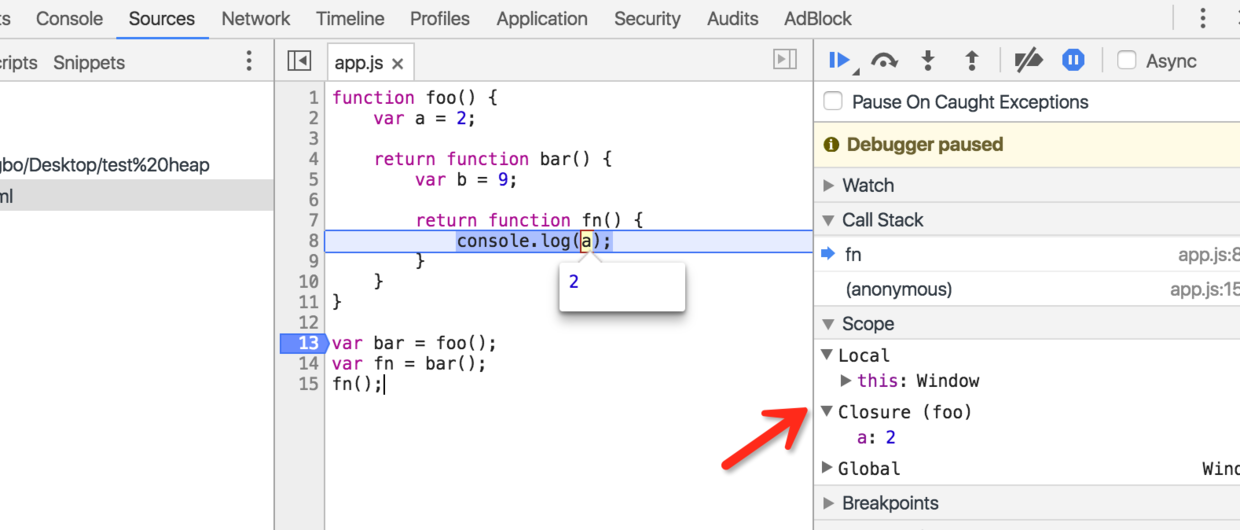 Console Sources Network Timeline Profiles Application Security Audits AdBlock
Snippets
app.js ×
Async
Pause On Caught Exceptions
Debugger paused
Watch
Call Stack
fn app.js:8
(anonymous) app.js:15
Scope
Local
this: Window
Closure (foo)
a: 2
Global
Breakpoints
gbo/Desktop/test%20heap
ml
1 function foo() {
2 var a = 2;
3
4 return function bar() {
5 var b = 9;
6
7 return function fn() {
8 console.log(a);
9 }
10 }
11 }
12
13 var bar = foo();
14 var fn = bar();
15 fn();
2